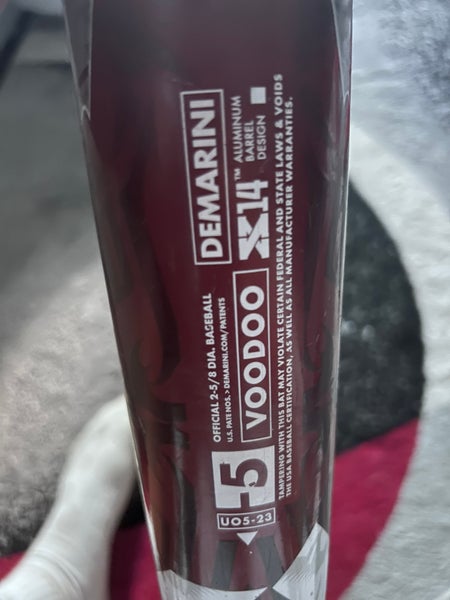 DEMARINI
X14™ ALUMINUM
BARREL
DESIGN
OFFICIAL 2-5/8 DIA. BASEBALL
U.S. PATE NOS. > DEMARINI.COM/PATENTS
VOODOO
-5
UO5-23
TAMPERING WITH THIS BAT MAY VIOLATE CERTAIN FEDERAL AND STATE LAWS & VOIDS
THE USA BASEBALL CERTIFICATION, AS WELL AS ALL MANUFACTURER WARRANTIES.